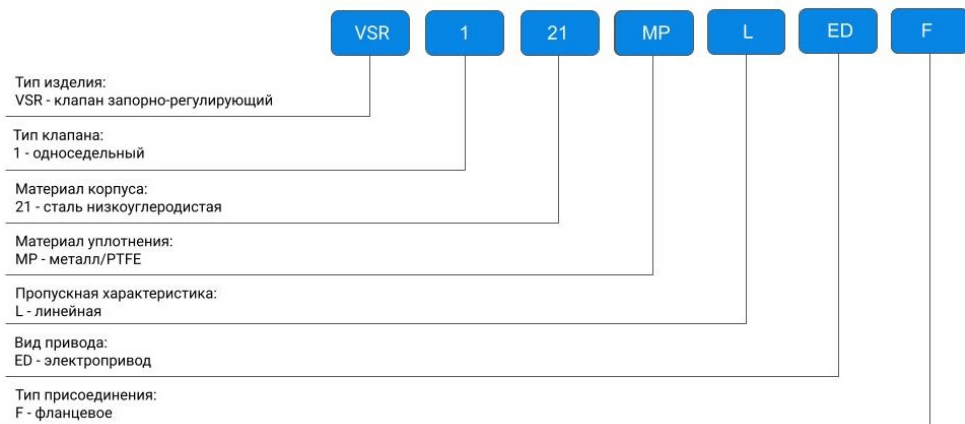 VSR 1 21 MP L ED F
Тип изделия:
VSR - клапан запорно-регулирующий
Тип клапана:
1 - односедельный
Материал корпуса:
21 - сталь низкоуглеродистая
Материал уплотнения:
MP - металл/PTFE
Пропускная характеристика:
L - линейная
Вид привода:
ED - электропривод
Тип присоединения:
F - фланцевое